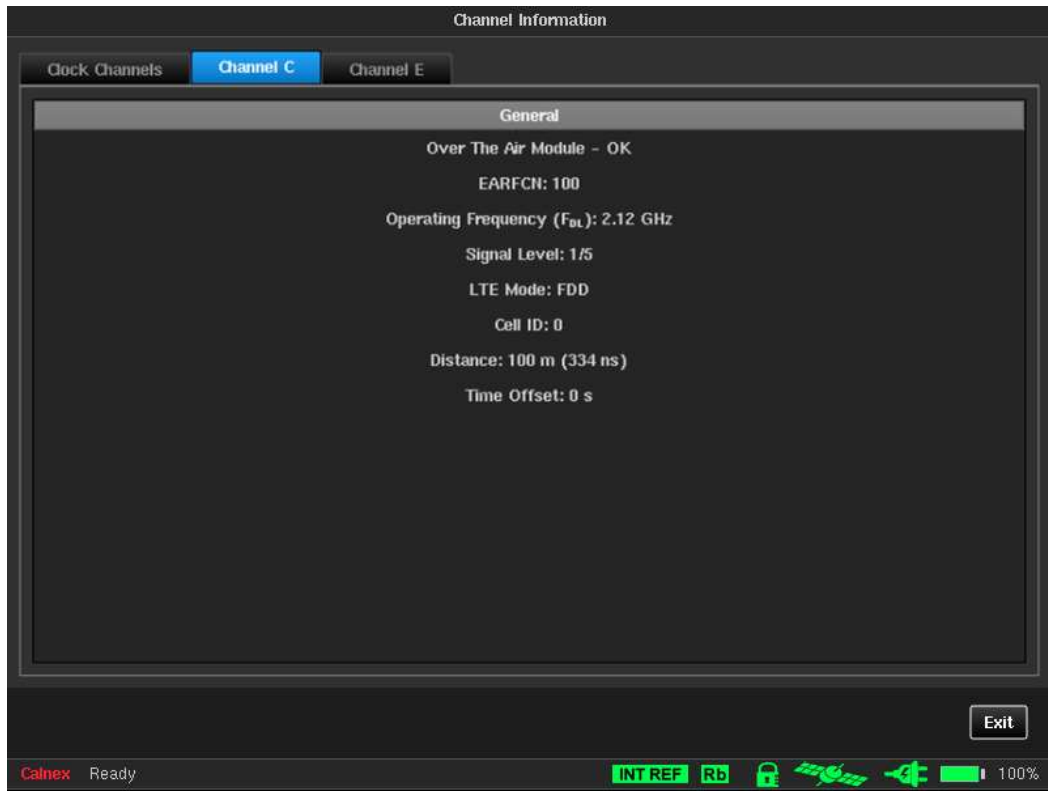 Channel Information
Clock Channels Channel C Channel E
General
Over The Air Module - OK
EARFCN: 100
Operating Frequency (FDL): 2.12 GHz
Signal Level: 1/5
LTE Mode: FDD
Cell ID: 0
Distance: 100 m (334 ns)
Time Offset: 0 s
Exit
Calnex Ready INT REF Rb 100%